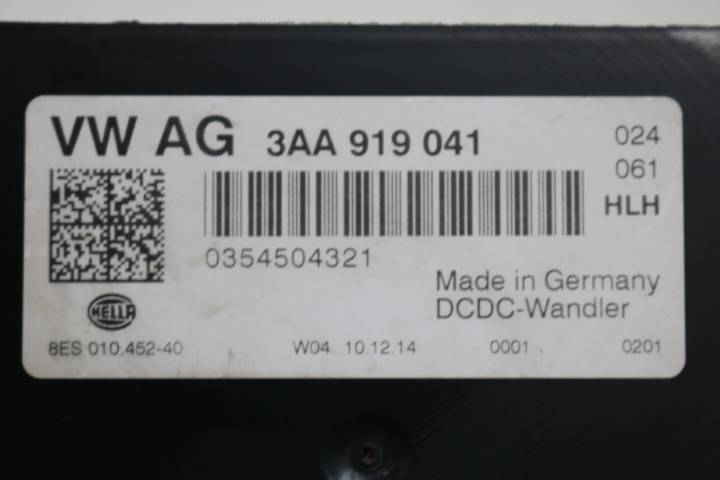 VW AG 3AA 919 041
024
061
HLH
0354504321
Made in Germany
DCDC-Wandler
HELLA
8ES 010.452-40 W04 10.12.14 0001 0201